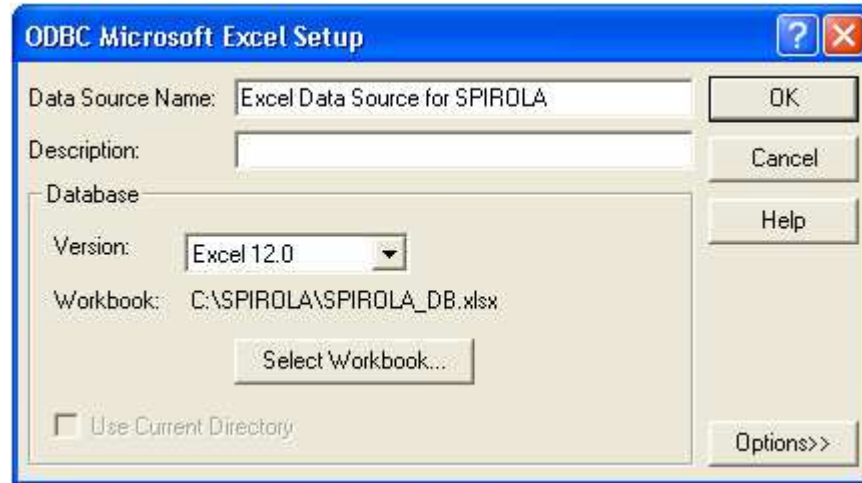 ODBC Microsoft Excel Setup
Data Source Name: Excel Data Source for SPIROLA
OK
Description:
Cancel
Database
Help
Version: Excel 12.0
Workbook: C:\SPIROLA\SPIROLA_DB.xlsx
Select Workbook...
Use Current Directory
Options>>